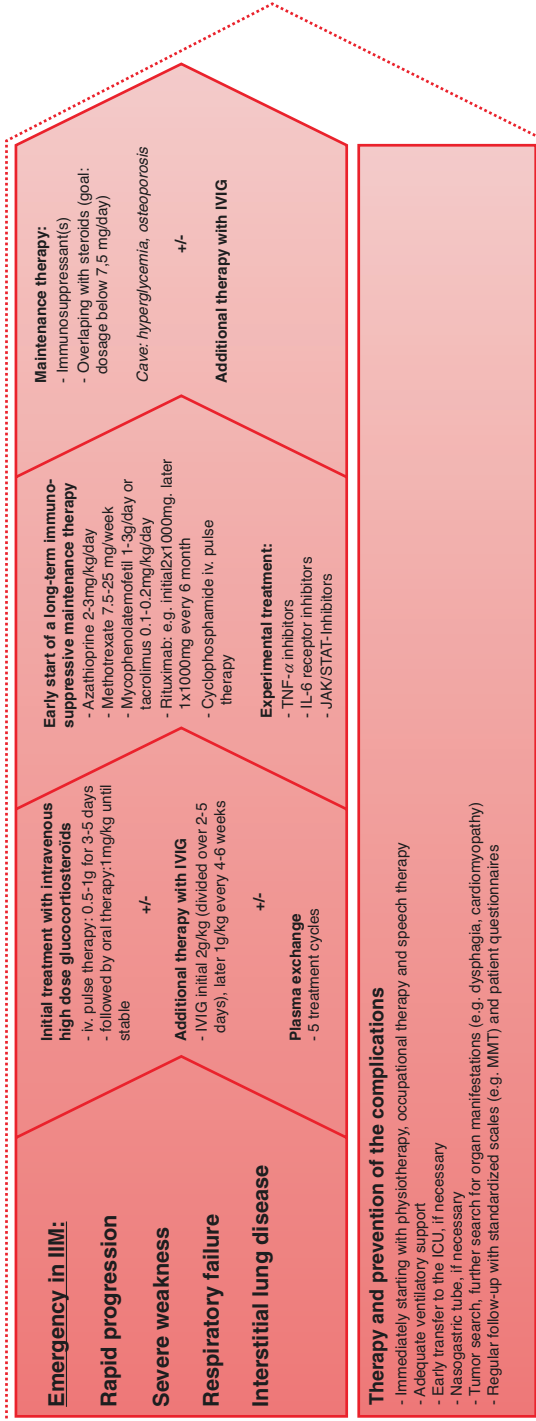 Emergency in IIM:
Rapid progression
Severe weakness
Respiratory failure
Interstitial lung disease
Initial treatment with intravenous
high dose glucocortiosteroids
- iv. pulse therapy: 0.5-1g for 3-5 days
- followed by oral therapy:1mg/kg until
stable
+/-
Additional therapy with IVIG
- IVIG initial 2g/kg (divided over 2-5
days), later 1g/kg every 4-6 weeks
+/-
Plasma exchange
- 5 treatment cycles
Early start of a long-term immuno-
suppressive maintenance therapy
- Azathioprine 2-3mg/kg/day
- Methotrexate 7.5-25 mg/week
- Mycophenolatemofetil 1-3g/day or
tacrolimus 0.1-0.2mg/kg/day
- Rituximab: e.g. initial2x1000mg. later
1x1000mg every 6 month
- Cyclophosphamide iv. pulse
therapy
Experimental treatment:
- TNF-α inhibitors
- IL-6 receptor inhibitors
- JAK/STAT-Inhibitors
Maintenance therapy:
- Immunosuppressant(s)
- Overlaping with steroids (goal:
dosage below 7,5 mg/day)
Cave: hyperglycemia, osteoporosis
+/-
Additional therapy with IVIG
Therapy and prevention of the complications
- Immediately starting with physiotherapy, occupational therapy and speech therapy
- Adequate ventilatory support
- Early transfer to the ICU, if necessary
- Nasogastric tube, if necessary
- Tumor search, further search for organ manifestations (e.g. dysphagia, cardiomyopathy)
- Regular follow-up with standardized scales (e.g. MMT) and patient questionnaires